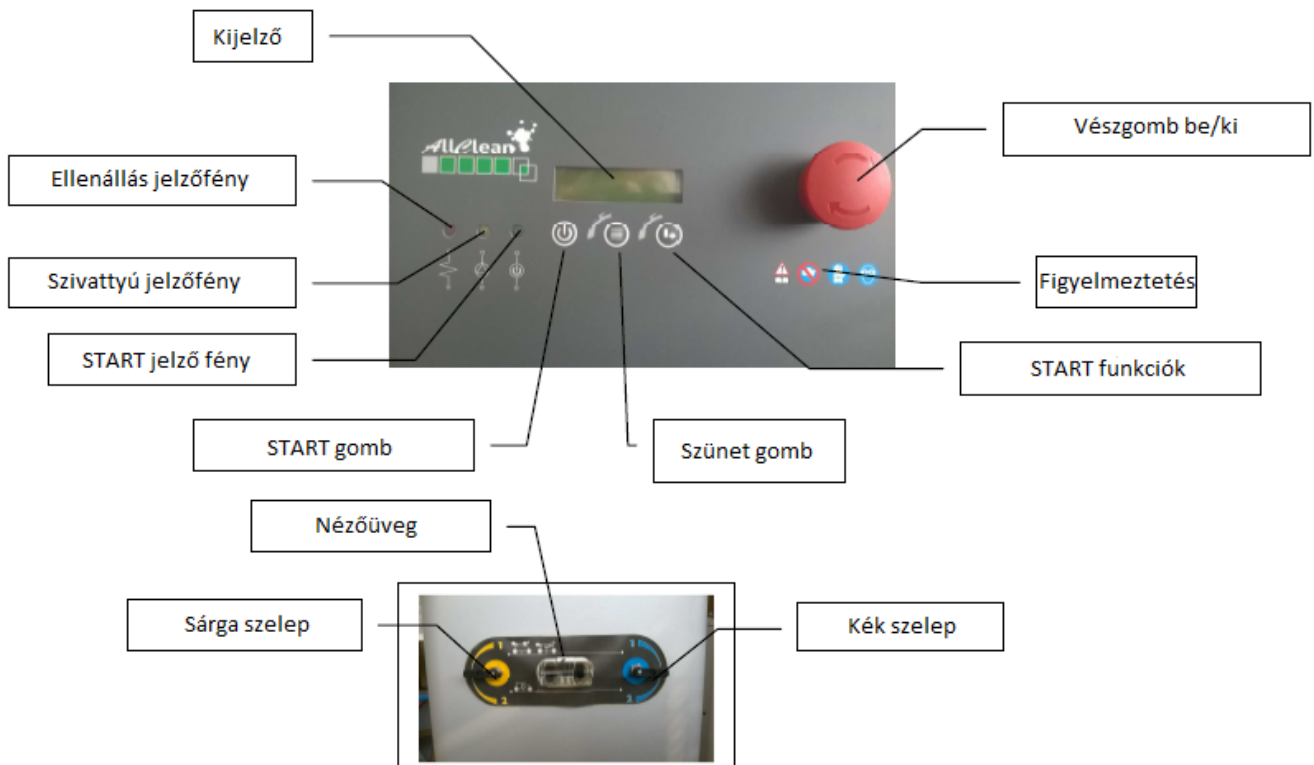 Kijelző
Vészgomb be/ki
AllClean
Ellenállás jelzőfény
Szivattyú jelzőfény
Figyelmeztetés
START jelző fény
START funkciók
START gomb
Szünet gomb
Nézőüveg
Sárga szelep
Kék szelep
1
1
2